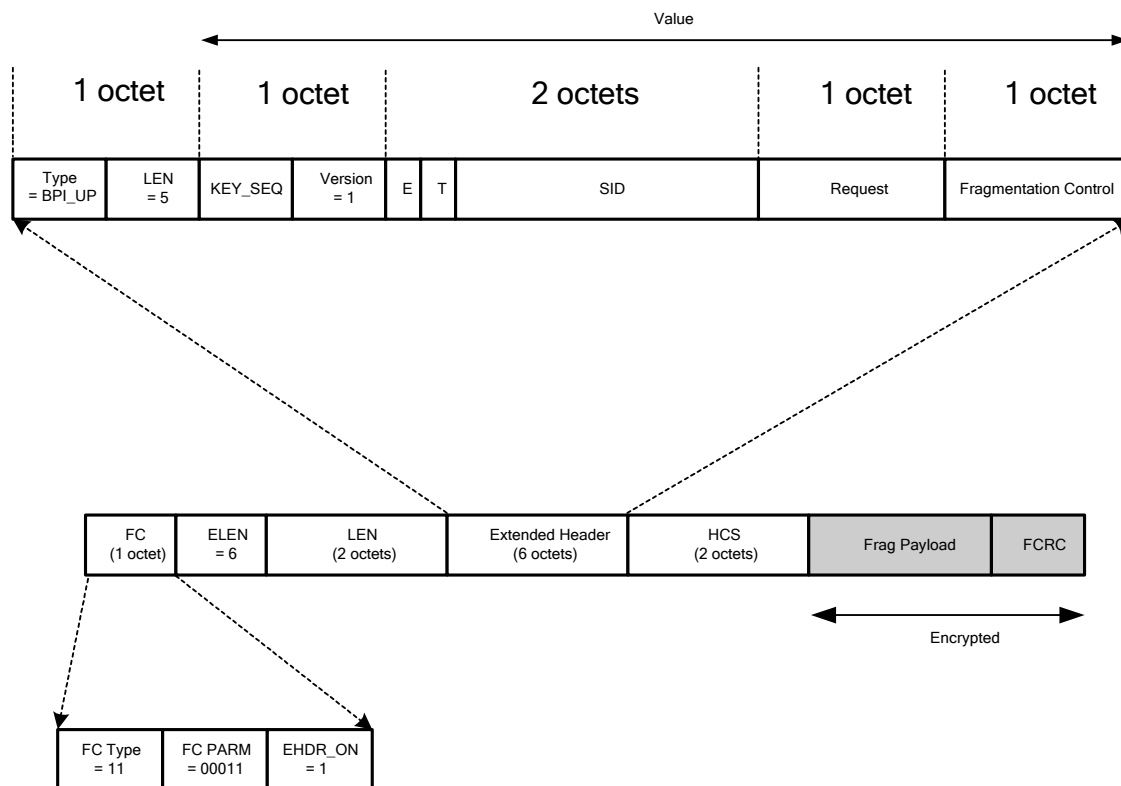 Value
1 octet
1 octet
2 octets
1 octet
1 octet
Type
= BPI_UP
LEN
= 5
KEY_SEQ
Version
= 1
E
T
SID
Request
Fragmentation Control
FC
(1 octet)
ELEN
= 6
LEN
(2 octets)
Extended Header
(6 octets)
HCS
(2 octets)
Frag Payload
FCRC
Encrypted
FC Type
= 11
FC PARM
= 00011
EHDR_ON
= 1